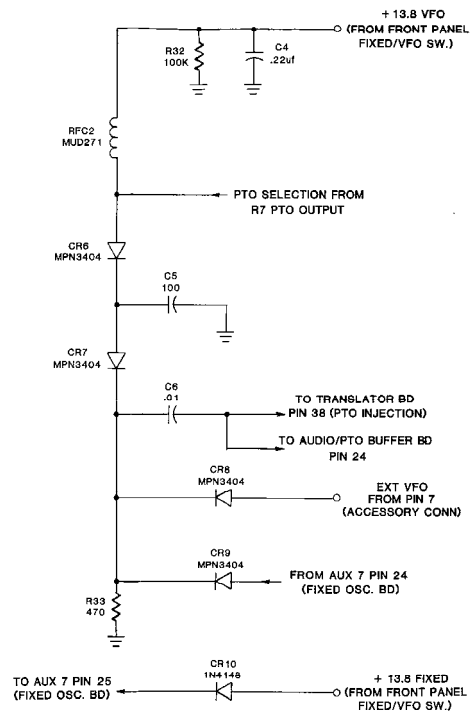 + 13.8 VFO
(FROM FRONT PANEL
FIXED/VFO SW.)
R32
100K
C4
.22uf
RFC2
MUD271
PTO SELECTION FROM
R7 PTO OUTPUT
CR6
MPN3404
C5
100
CR7
MPN3404
C6
.01
TO TRANSLATOR BD
PIN 38 (PTO INJECTION)
TO AUDIO/PTO BUFFER BD
PIN 24
CR8
MPN3404
EXT VFO
FROM PIN 7
(ACCESSORY CONN)
CR9
MPN3404
FROM AUX 7 PIN 24
(FIXED OSC. BD)
R33
470
CR10
1N4148
TO AUX 7 PIN 25
(FIXED OSC. BD)
+ 13.8 FIXED
(FROM FRONT PANEL
FIXED/VFO SW.)